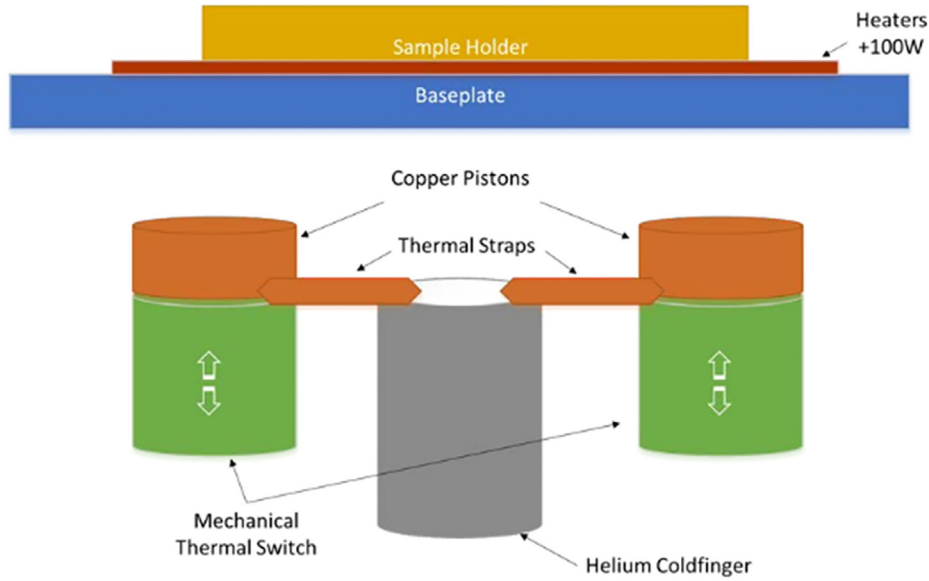 Heaters
+100W
Sample Holder
Baseplate
Copper Pistons
Thermal Straps
Mechanical
Thermal Switch
Helium Coldfinger